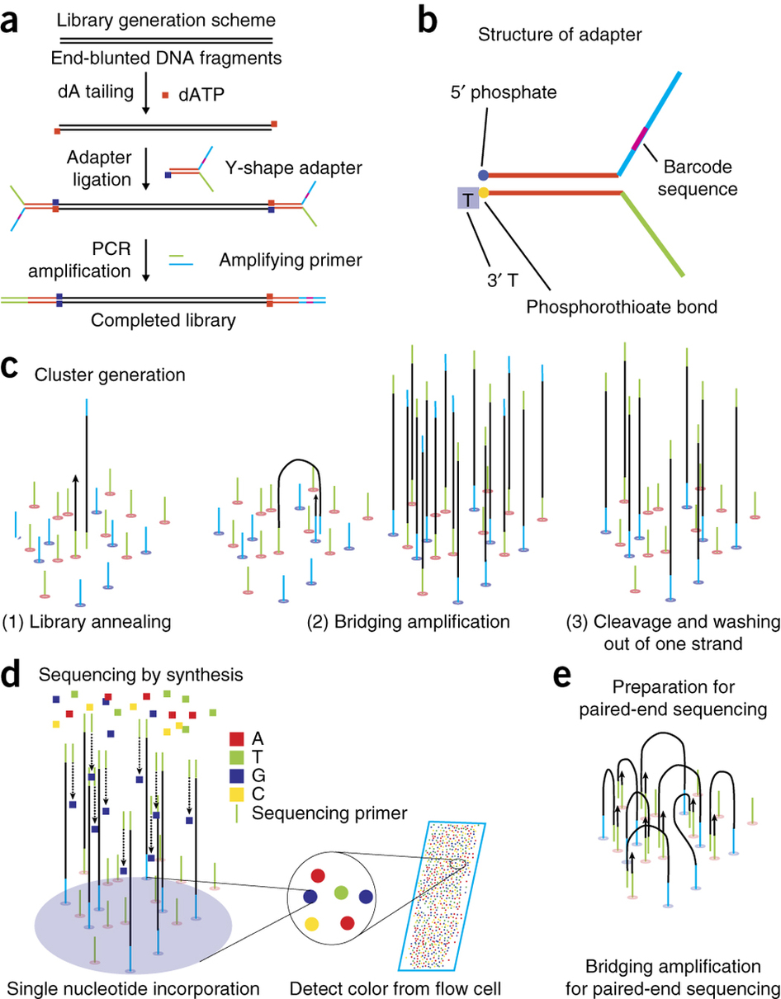 a
Library generation scheme
End-blunted DNA fragments
dA tailing
dATP
Adapter
ligation
Y-shape adapter
PCR
amplification
Amplifying primer
Completed library
b
Structure of adapter
5′ phosphate
Barcode
sequence
T
3′ T
Phosphorothioate bond
c
Cluster generation
(1) Library annealing
(2) Bridging amplification
(3) Cleavage and washing
out of one strand
d
Sequencing by synthesis
A
T
G
C
Sequencing primer
Single nucleotide incorporation
Detect color from flow cell
e
Preparation for
paired-end sequencing
Bridging amplification
for paired-end sequencing